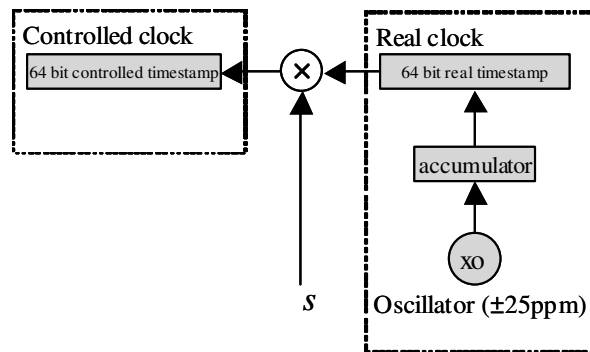 Controlled clock
64 bit controlled timestamp
×
Real clock
64 bit real timestamp
accumulator
xo
s
Oscillator (±25ppm)